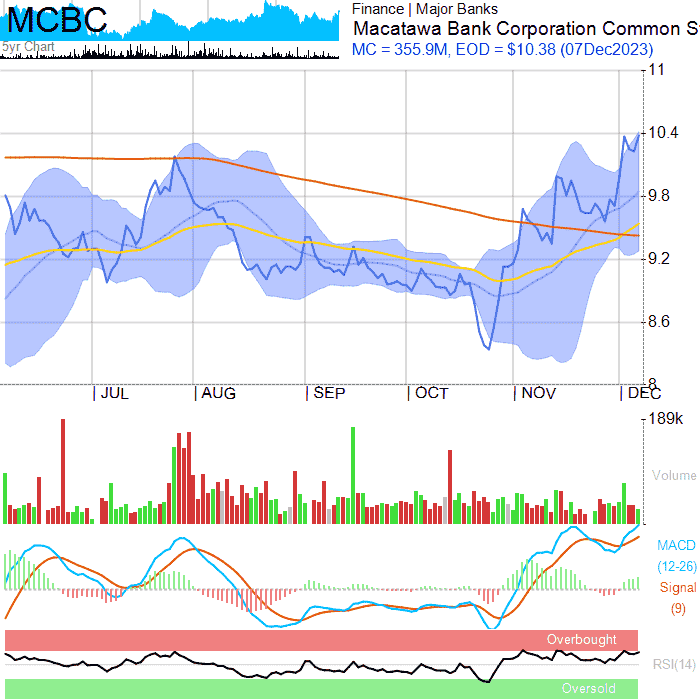 MCBC
5yr Chart
Finance | Major Banks
Macatawa Bank Corporation Common S
MC = 355.9M, EOD = $10.38 (07Dec2023)
11
10.4
9.8
9.2
8.6
8
JUL AUG SEP OCT NOV DEC
189k
Volume
MACD
(12-26)
Signal
(9)
Overbought
RSI(14)
Oversold